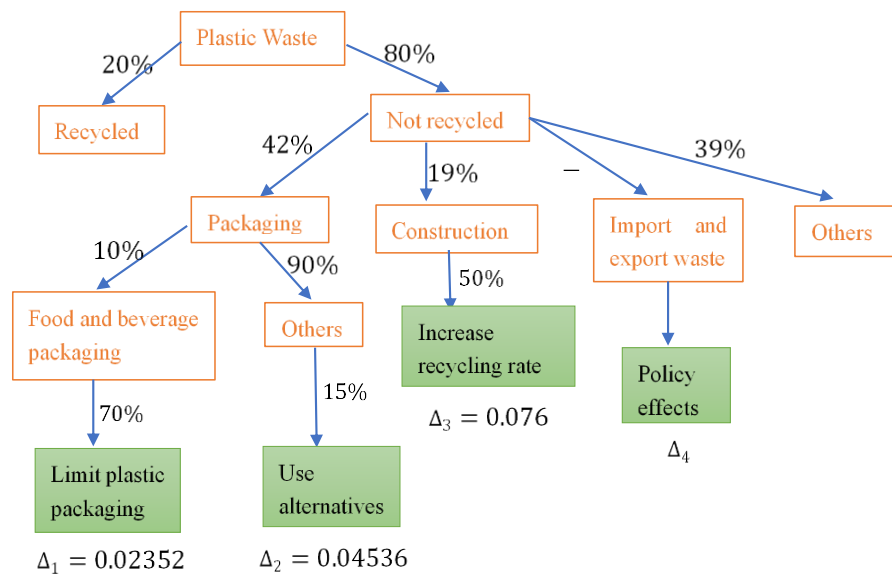 Plastic Waste
20%
80%
Recycled
Not recycled
42%
19%
–
39%
Packaging
Construction
Import and
export waste
Others
10%
90%
50%
Food and beverage
packaging
Others
Increase
recycling rate
Policy
effects
70%
15%
Δ₃ = 0.076
Δ₄
Limit plastic
packaging
Use
alternatives
Δ₁ = 0.02352
Δ₂ = 0.04536